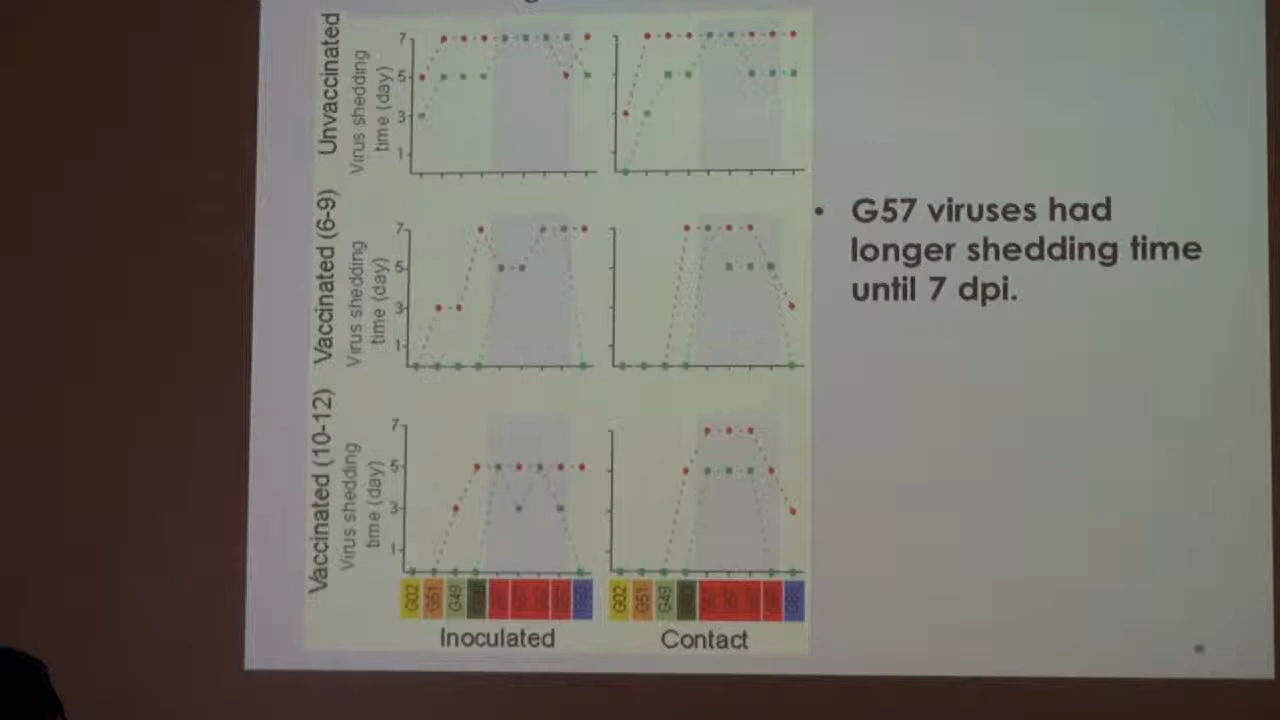 Unvaccinated
Virus shedding
time (day)
7
5
3
1
Vaccinated (6-9)
Virus shedding
time (day)
7
5
3
1
Vaccinated (10-12)
Virus shedding
time (day)
7
5
3
1
G02
G51
G49
G02
G51
G49
Inoculated
Contact
• G57 viruses had
longer shedding time
until 7 dpi.